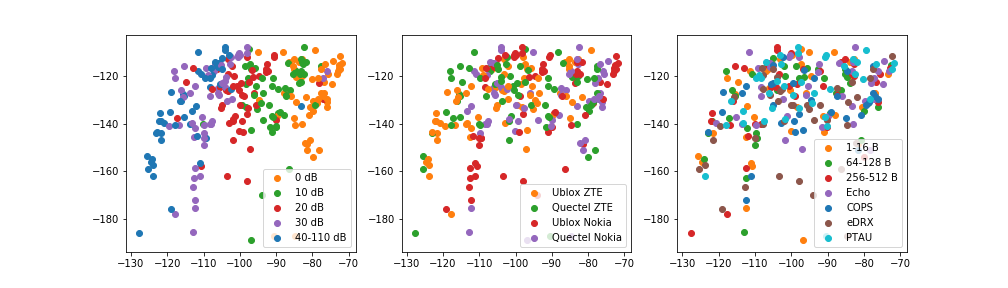 −120
−140
−160
−180
−130 −120 −110 −100 −90 −80 −70
0 dB
10 dB
20 dB
30 dB
40-110 dB
−120
−140
−160
−180
−130 −120 −110 −100 −90 −80 −70
Ublox ZTE
Quectel ZTE
Ublox Nokia
Quectel Nokia
−120
−140
−160
−180
−130 −120 −110 −100 −90 −80 −70
1-16 B
64-128 B
256-512 B
Echo
COPS
eDRX
PTAU